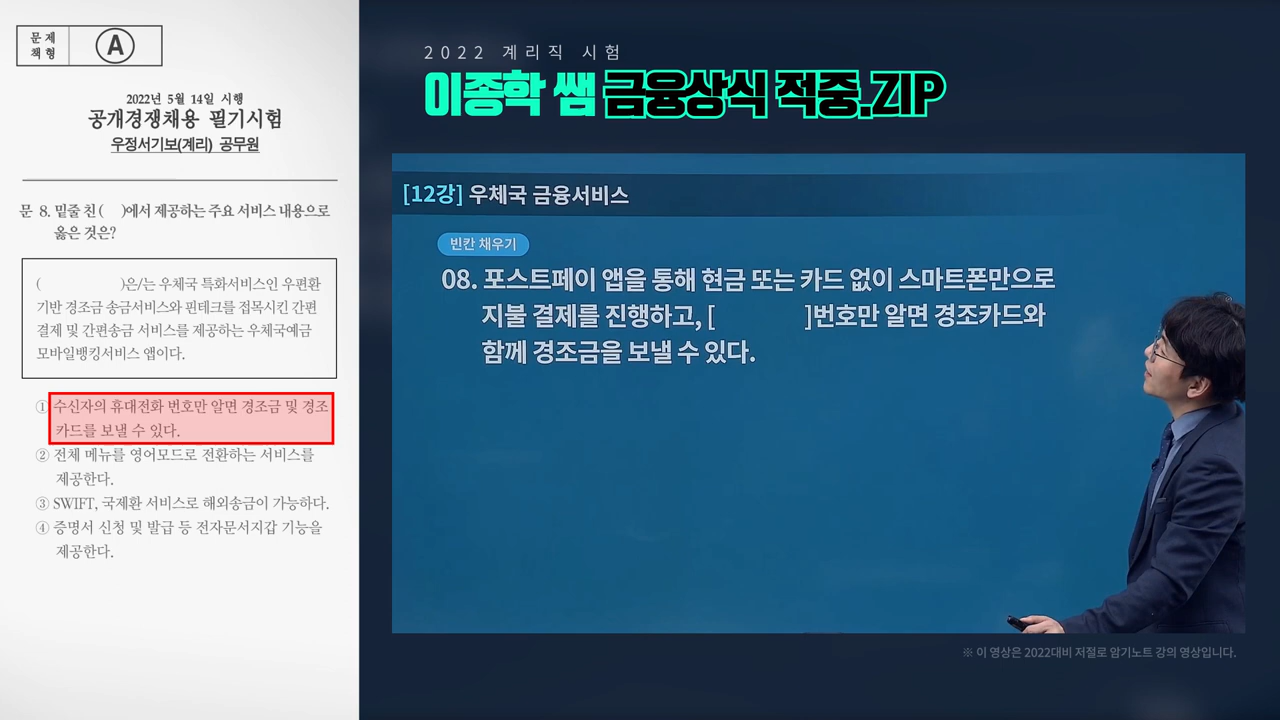 문 제
책 형
A
2022년 5월 14일 시행
공개경쟁채용 필기시험
우정서기보(계리) 공무원
문 8. 밑줄 친 ( )에서 제공하는 주요 서비스 내용으로
옳은 것은?
( )은/는 우체국 특화서비스인 우편환
기반 경조금 송금서비스와 핀테크를 접목시킨 간편
결제 및 간편송금 서비스를 제공하는 우체국예금
모바일뱅킹서비스 앱이다.
① 수신자의 휴대전화 번호만 알면 경조금 및 경조
카드를 보낼 수 있다.
② 전체 메뉴를 영어모드로 전환하는 서비스를
제공한다.
③ SWIFT, 국제환 서비스로 해외송금이 가능하다.
④ 증명서 신청 및 발급 등 전자문서지갑 기능을
제공한다.
2022 계리직 시험
이종학 쌤 금융상식 적중.ZIP
[12강] 우체국 금융서비스
빈칸 채우기
08. 포스트페이 앱을 통해 현금 또는 카드 없이 스마트폰만으로
지불 결제를 진행하고, [ ]번호만 알면 경조카드와
함께 경조금을 보낼 수 있다.
※ 이 영상은 2022대비 저절로 암기노트 강의 영상입니다.